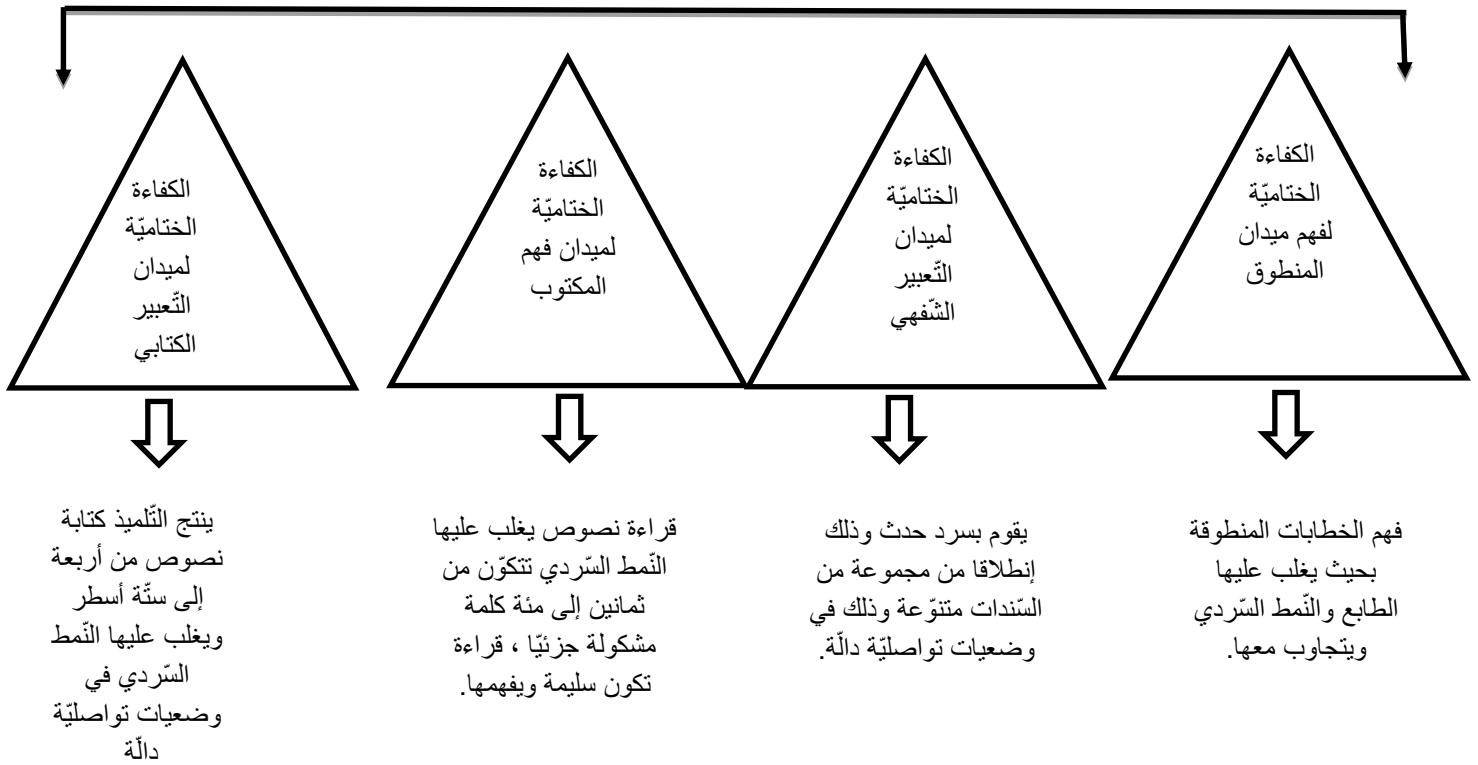 الكفاءة
الختاميّة
لفهم ميدان
المنطوق
الكفاءة
الختاميّة
لميدان
التّعبير
الشّفهي
الكفاءة
الختاميّة
لميدان فهم
المكتوب
الكفاءة
الختاميّة
لميدان
التّعبير
الكتابي
فهم الخطابات المنطوقة
بحيث يغلب عليها
الطابع والنّمط السّردي
ويتجاوب معها.
يقوم بسرد حدث وذلك
إنطلاقا من مجموعة من
السّندات متنوّعة وذلك في
وضعيات تواصليّة دالّة.
قراءة نصوص يغلب عليها
النّمط السّردي تتكوّن من
ثمانين إلى مئة كلمة
مشكولة جزئيّا ، قراءة
تكون سليمة ويفهمها.
ينتج التّلميذ كتابة
نصوص من أربعة
إلى ستّة أسطر
ويغلب عليها النّمط
السّردي في
وضعيات تواصليّة
دالّة